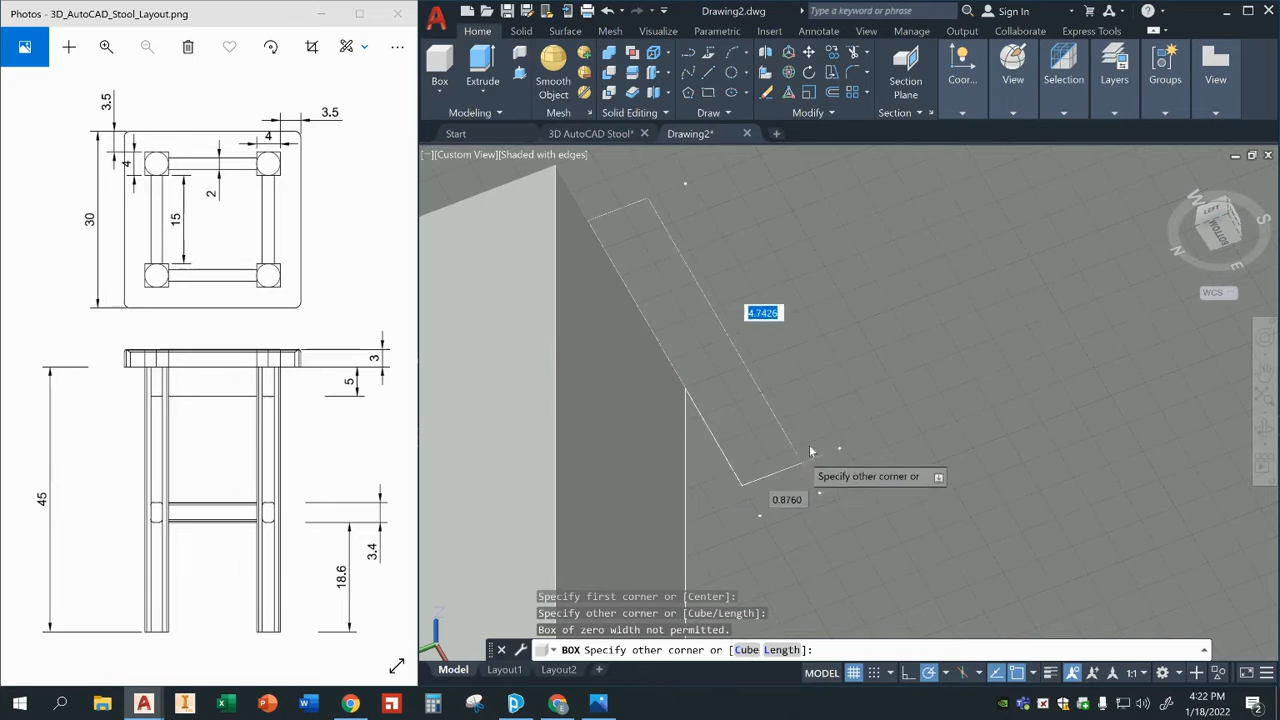 Photos - 3D_AutoCAD_Stool_Layout.png
3.5
3.5
4
4
2
15
30
3
5
45
3.4
18.6
Drawing2.dwg
Type a keyword or phrase
Sign In
Home
Solid
Surface
Mesh
Visualize
Parametric
Insert
Annotate
View
Manage
Output
Collaborate
Express Tools
Box
Extrude
Smooth
Object
Section
Plane
Coor...
View
Selection
Layers
Groups
View
Modeling
Mesh
Solid Editing
Draw
Modify
Section
Start
3D AutoCAD Stool*
Drawing2*
[−][Custom View][Shaded with edges]
W
S
N
LEFT
BOTTOM
WCS
4.7426
Specify other corner or
0.8760
Specify first corner or [Center]:
Specify other corner or [Cube/Length]:
Box of zero width not permitted.
BOX Specify other corner or [Cube Length]:
Model
Layout1
Layout2
MODEL
1:1
4:22 PM
1/18/2022
2